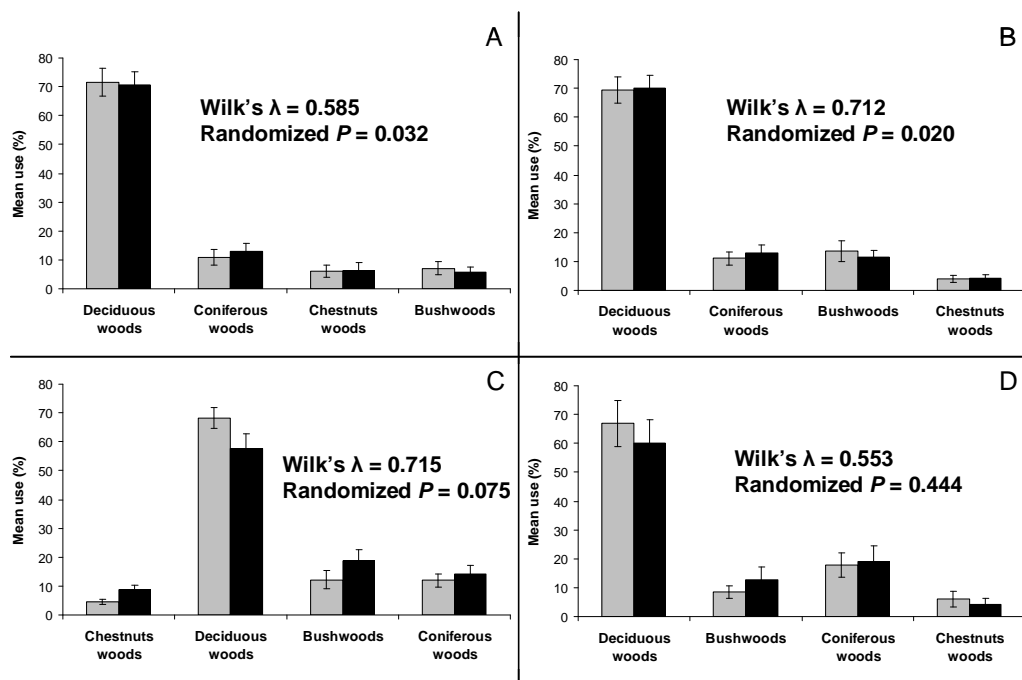 A
80
70
60
50
40
30
20
10
0
Mean use (%)
Wilk's λ = 0.585
Randomized P = 0.032
Deciduous
woods
Coniferous
woods
Chestnuts
woods
Bushwoods
B
80
70
60
50
40
30
20
10
0
Mean use (%)
Wilk's λ = 0.712
Randomized P = 0.020
Deciduous
woods
Coniferous
woods
Bushwoods
Chestnuts
woods
C
80
70
60
50
40
30
20
10
0
Mean use (%)
Wilk's λ = 0.715
Randomized P = 0.075
Chestnuts
woods
Deciduous
woods
Bushwoods
Coniferous
woods
D
80
70
60
50
40
30
20
10
0
Mean use (%)
Wilk's λ = 0.553
Randomized P = 0.444
Deciduous
woods
Bushwoods
Coniferous
woods
Chestnuts
woods